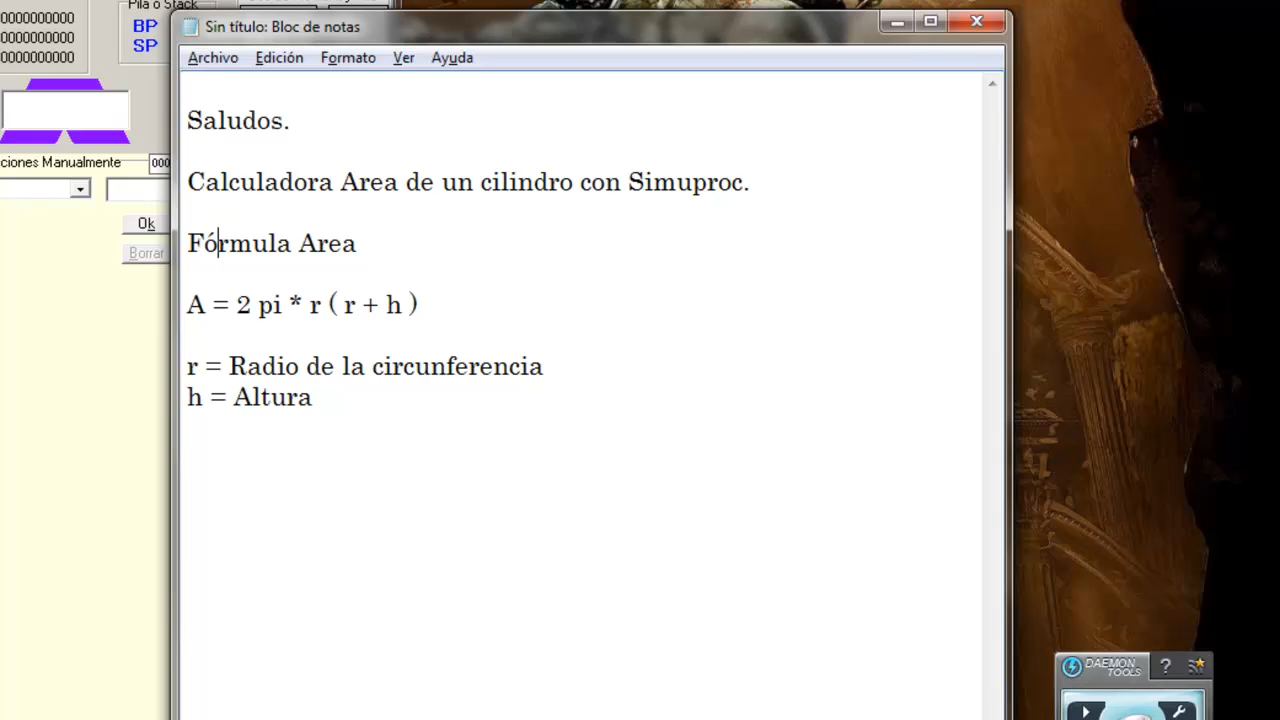 Pila o Stack
0000000000
0000000000
0000000000
BP
SP
ciones Manualmente
000
Ok
Borrar
Sin título: Bloc de notas
Archivo Edición Formato Ver Ayuda
Saludos.
Calculadora Area de un cilindro con Simuproc.
Fórmula Area
A = 2 pi * r ( r + h )
r = Radio de la circunferencia
h = Altura
DAEMON
TOOLS
?